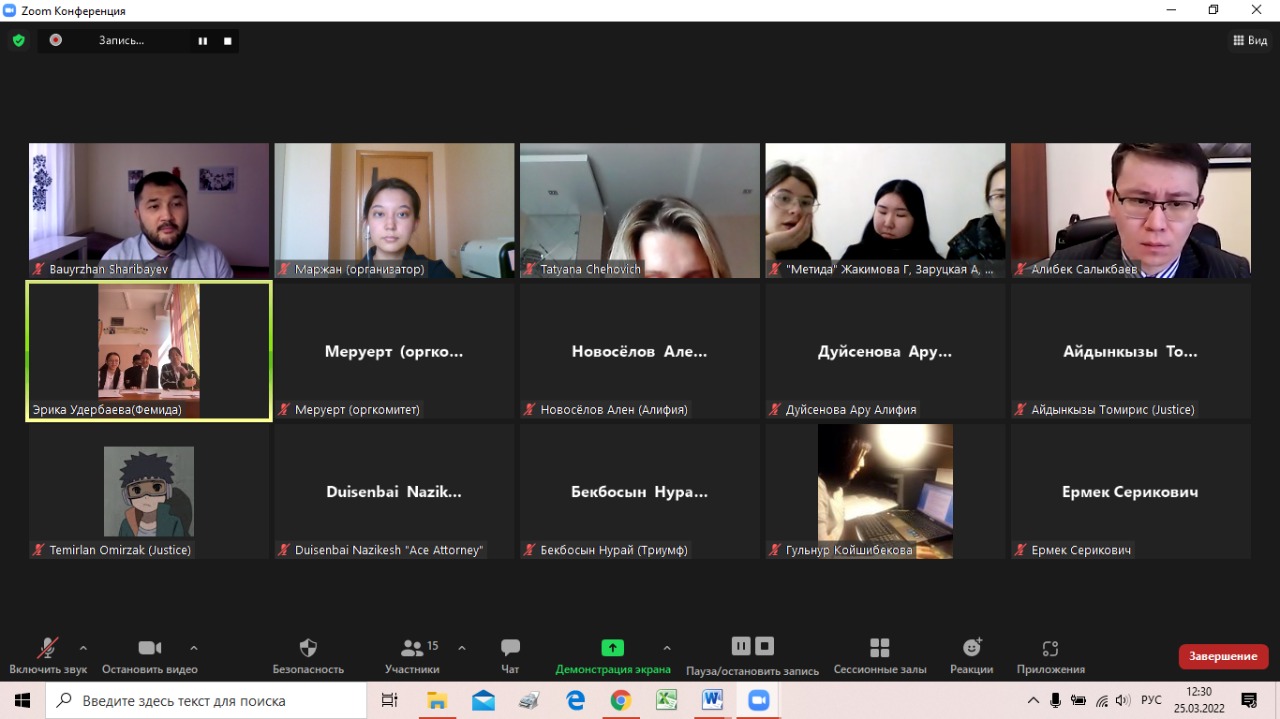 Zoom Конференция
Запись...
Вид
Bauyrzhan Sharibayev
Маржан (организатор)
Tatyana Chehovich
"Метида" Жакимова Г, Заруцкая А, ...
Алибек Салыкбаев
Эрика Удербаева(Фемида)
Меруерт (оргко...
Меруерт (оргкомитет)
Новосёлов Але...
Новосёлов Ален (Алифия)
Дуйсенова Ару...
Дуйсенова Ару Алифия
Айдынкызы То...
Айдынкызы Томирис (Justice)
Temirlan Omirzak (Justice)
Duisenbai Nazik...
Duisenbai Nazikesh "Ace Attorney"
Бекбосын Нура...
Бекбосын Нурай (Триумф)
Гульнур Койшибекова
Ермек Серикович
Ермек Серикович
Включить звук
Остановить видео
Безопасность
15
Участники
Чат
Демонстрация экрана
Пауза/остановить запись
Сессионные залы
Реакции
Приложения
Завершение
Введите здесь текст для поиска
РУС
12:30
25.03.2022